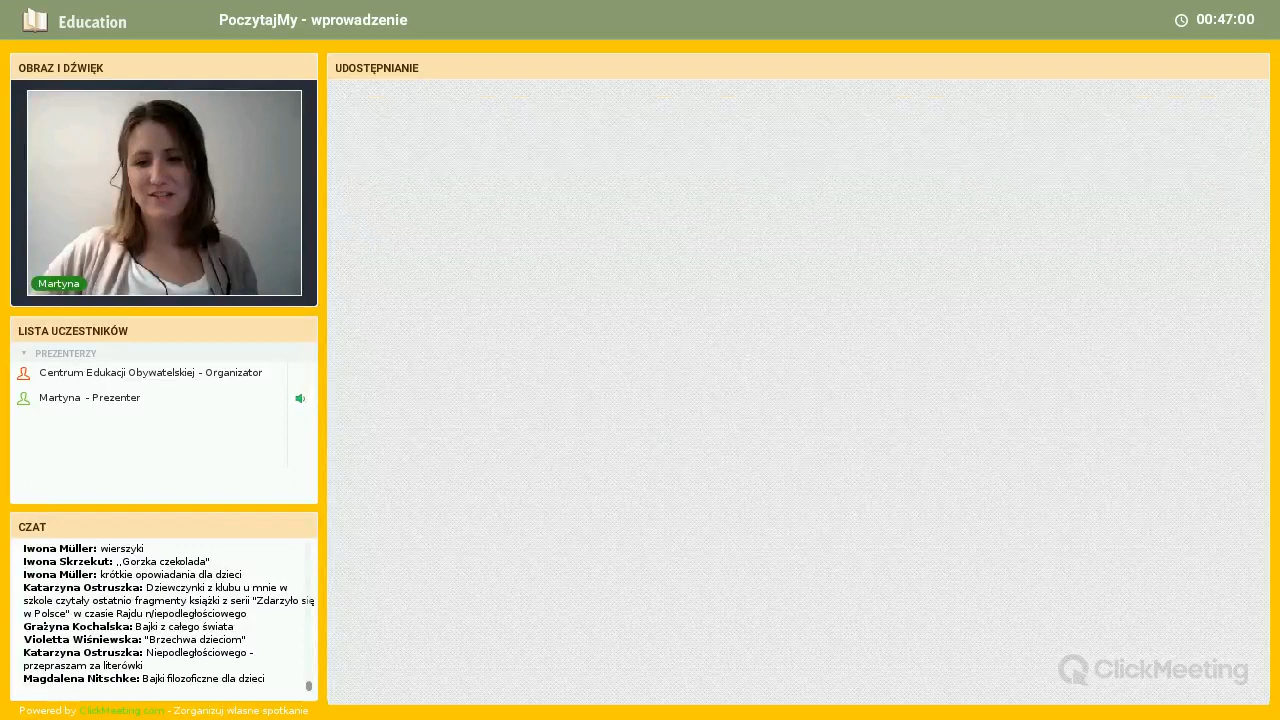 Education
PoczytajMy - wprowadzenie
00:47:00
OBRAZ I DŹWIĘK
Martyna
LISTA UCZESTNIKÓW
PREZENTERZY
Centrum Edukacji Obywatelskiej - Organizator
Martyna - Prezenter
CZAT
Iwona Müller: wierszyki
Iwona Skrzekut: ,,Gorzka czekolada"
Iwona Müller: krótkie opowiadania dla dzieci
Katarzyna Ostruszka: Dziewczynki z klubu u mnie w
szkole czytały ostatnio fragmenty książki z serii "Zdarzyło się
w Polsce" w czasie Rajdu n/iepodległościowego
Grażyna Kochalska: Bajki z całego świata
Violetta Wiśniewska: "Brzechwa dzieciom"
Katarzyna Ostruszka: Niepodległościowego -
przepraszam za literówki
Magdalena Nitschke: Bajki filozoficzne dla dzieci
Powered by ClickMeeting.com - Zorganizuj własne spotkanie
UDOSTĘPNIANIE
ClickMeeting